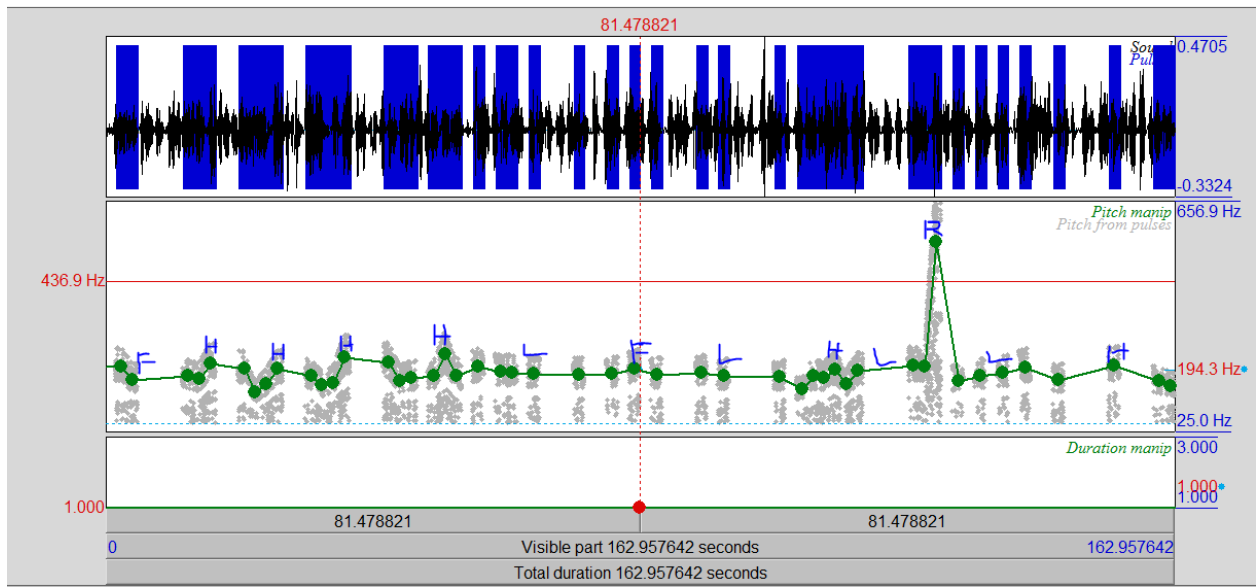 81.478821
Sou
0.4705
Pul
-0.3324
Pitch manip
656.9 Hz
Pitch from pulses
R
436.9 Hz
F H H H H L F L H L L H
194.3 Hz
25.0 Hz
Duration manip
3.000
1.000
1.000
1.000
81.478821 81.478821
0 Visible part 162.957642 seconds 162.957642
Total duration 162.957642 seconds